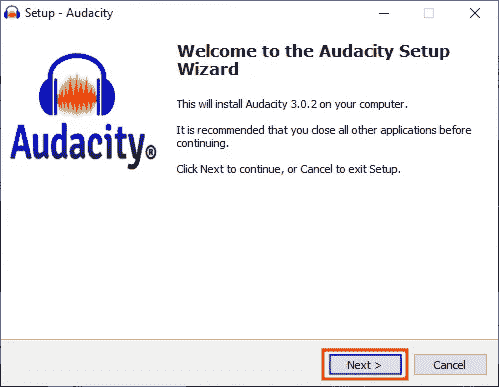 Setup - Audacity
Welcome to the Audacity Setup
Wizard
Audacity®
This will install Audacity 3.0.2 on your computer.
It is recommended that you close all other applications before
continuing.
Click Next to continue, or Cancel to exit Setup.
Next >
Cancel